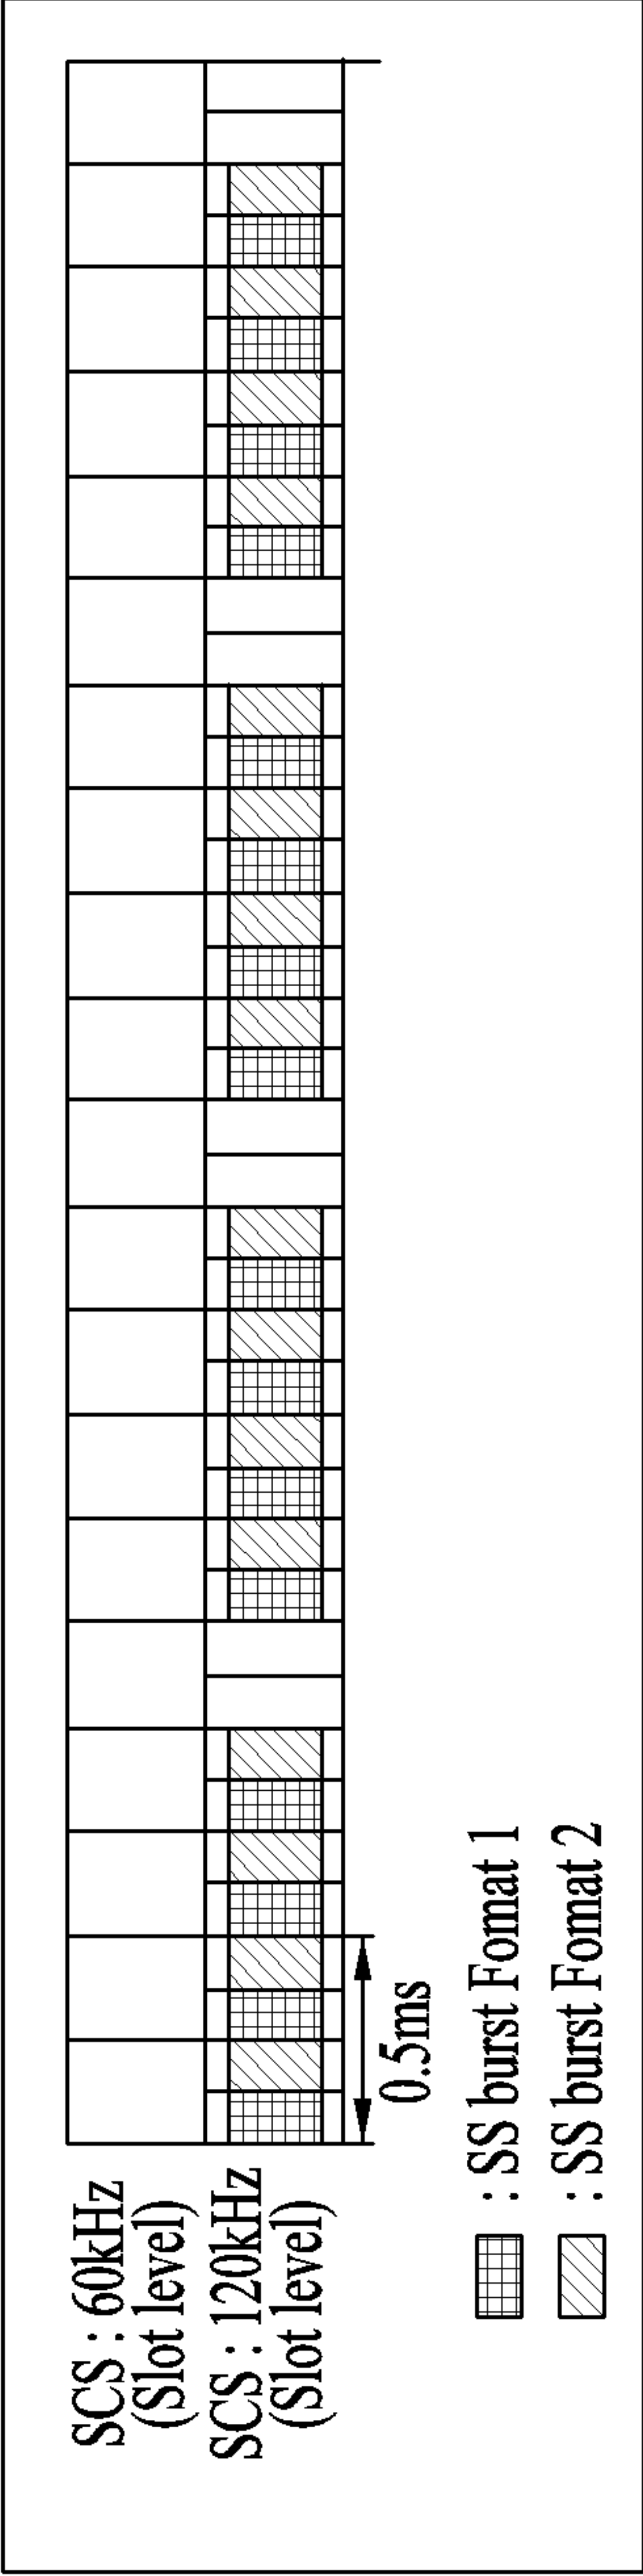 SCS : 60kHz
(Slot level)
SCS : 120kHz
(Slot level)
0.5ms
: SS burst Fomat 1
: SS burst Fomat 2